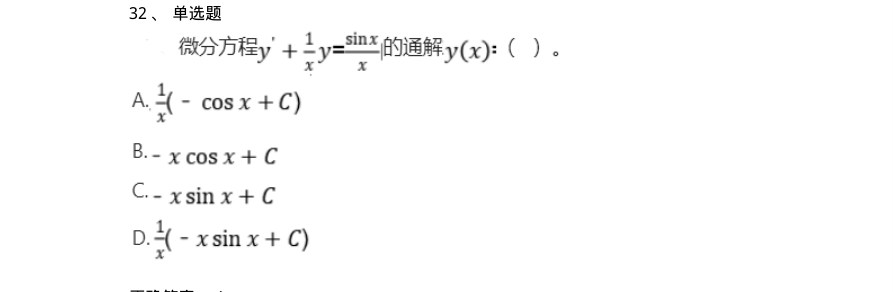 32、 单选题
微分方程y' + 1/x y=sin x/x 的通解y(x):（ ）。
A. 1/x(- cos x + C)
B. - x cos x + C
C. - x sin x + C
D. 1/x(- x sin x + C)